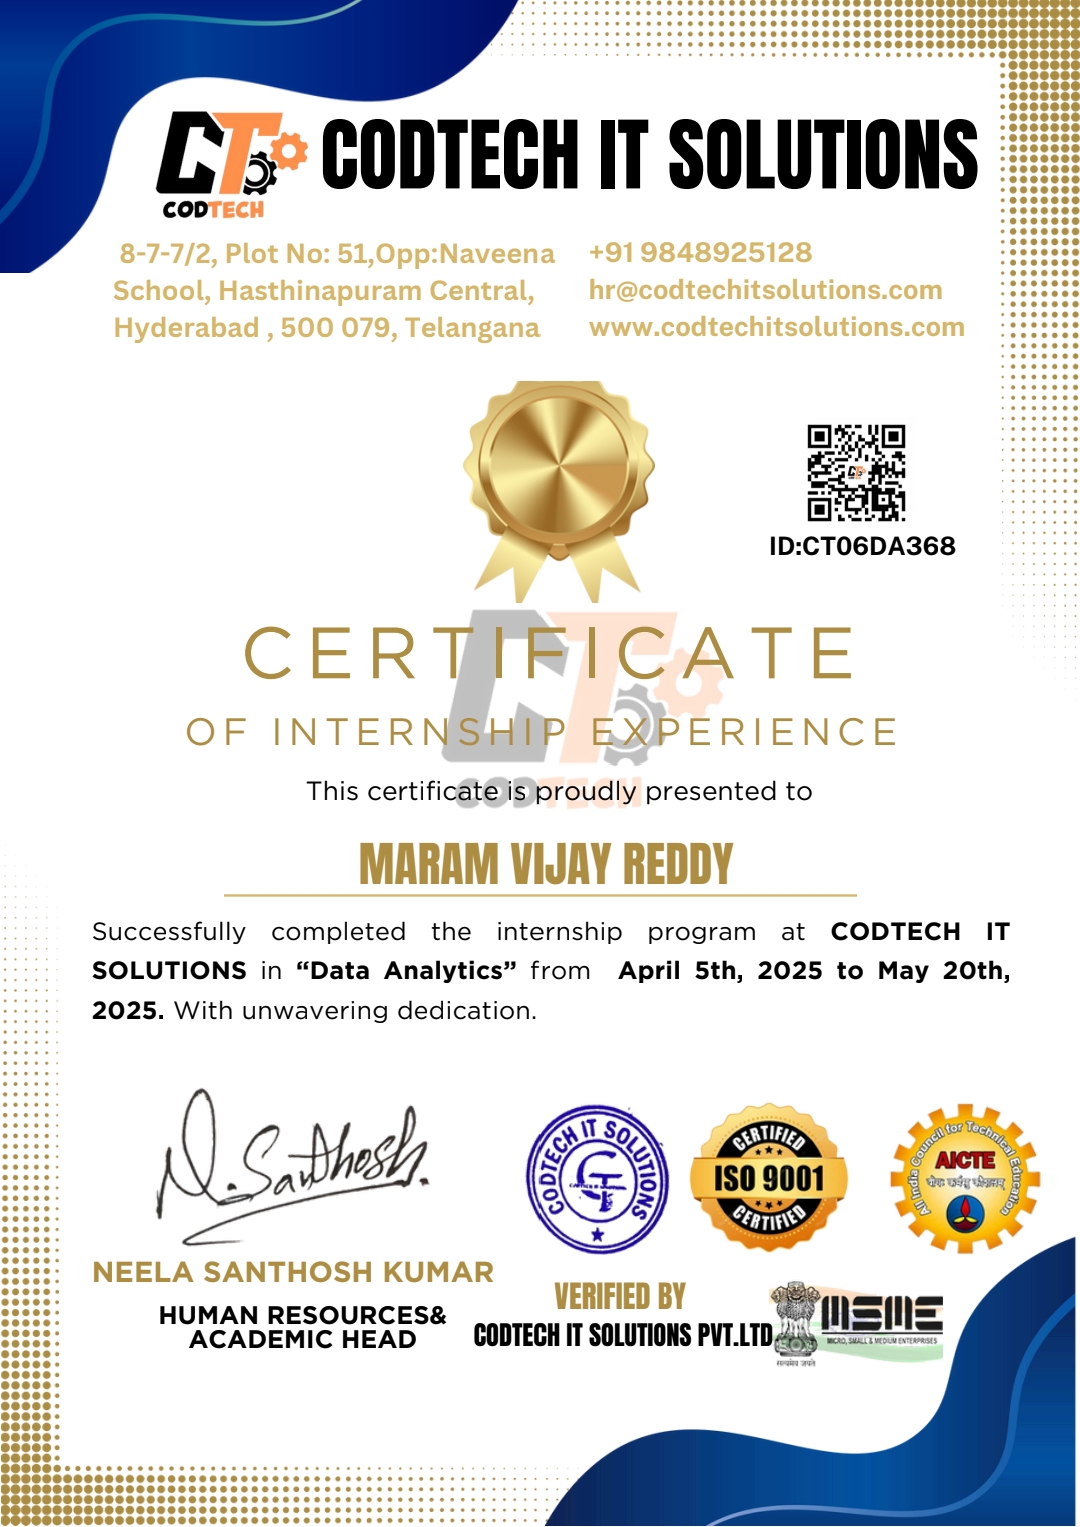 CT
CODTECH
CODTECH IT SOLUTIONS
8-7-7/2, Plot No: 51,Opp:Naveena
School, Hasthinapuram Central,
Hyderabad , 500 079, Telangana
+91 9848925128
hr@codtechitsolutions.com
www.codtechitsolutions.com
ID:CT06DA368
CERTIFICATE
OF INTERNSHIP EXPERIENCE
CODTECH
This certificate is proudly presented to
MARAM VIJAY REDDY
Successfully completed the internship program at CODTECH IT
SOLUTIONS in “Data Analytics” from April 5th, 2025 to May 20th,
2025. With unwavering dedication.
N.Santhosh.
NEELA SANTHOSH KUMAR
HUMAN RESOURCES&
ACADEMIC HEAD
CODTECH IT SOLUTIONS
CERTIFIED
ISO 9001
CERTIFIED
All India Council for Technical Education
AICTE
योगः कर्मसु कौशलम्
VERIFIED BY
CODTECH IT SOLUTIONS PVT.LTD
सत्यमेव जयते
MSME
MICRO, SMALL & MEDIUM ENTERPRISES